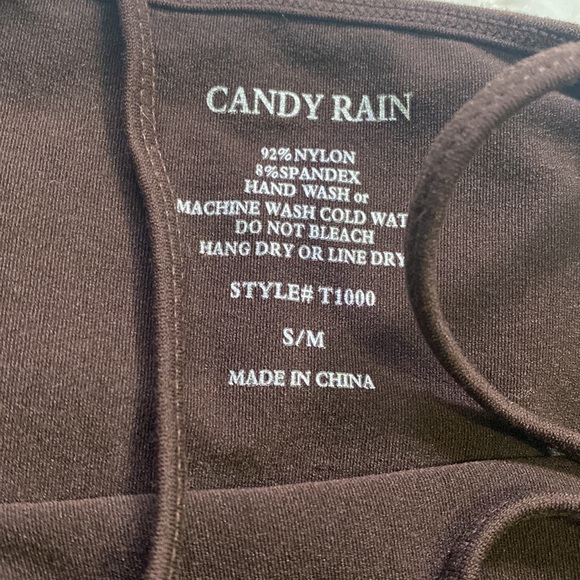 CANDY RAIN
92% NYLON
8% SPANDEX
HAND WASH or
MACHINE WASH COLD WAT
DO NOT BLEACH
HANG DRY OR LINE DRY
STYLE# T1000
S/M
MADE IN CHINA